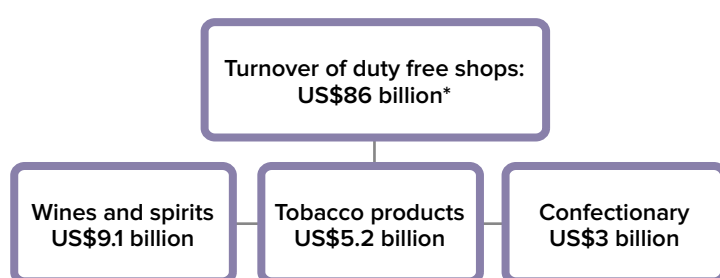 Turnover of duty free shops:
US$86 billion*
Wines and spirits
US$9.1 billion
Tobacco products
US$5.2 billion
Confectionary
US$3 billion